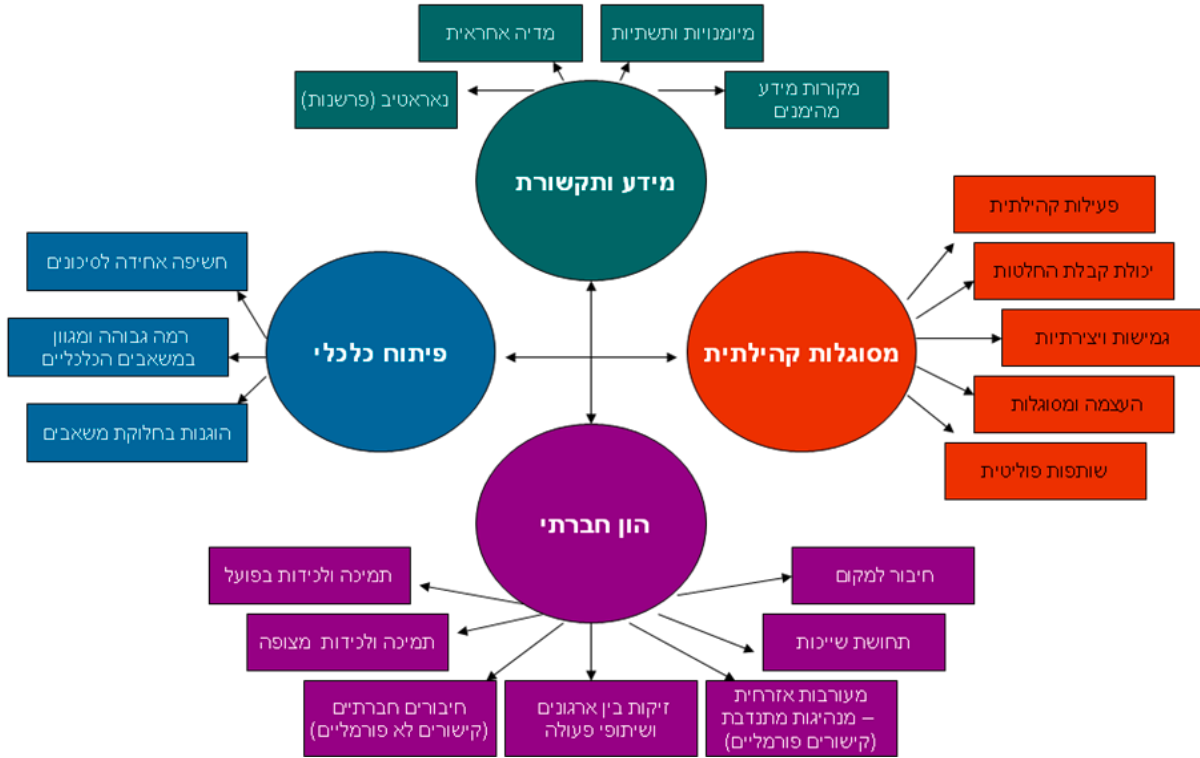 מיומנויות ותשתיות
מדיה אחראית
מקורות מידע
מהימנים
נאראטיב (פרשנות)
מידע ותקשורת
פעילות קהילתית
יכולת קבלת החלטות
גמישות ויצירתיות
העצמה ומסוגלות
שותפות פוליטית
מסוגלות קהילתית
פיתוח כלכלי
חשיפה אחידה לסיכונים
רמה גבוהה ומגוון
במשאבים הכלכליים
הוגנות בחלוקת משאבים
הון חברתי
חיבור למקום
תחושת שייכות
מעורבות אזרחית
– מנהיגות מתנדבת
(קישורים פורמליים)
זיקות בין ארגונים
ושיתופי פעולה
חיבורים חברתיים
(קישורים לא פורמליים)
תמיכה ולכידות מצופה
תמיכה ולכידות בפועל